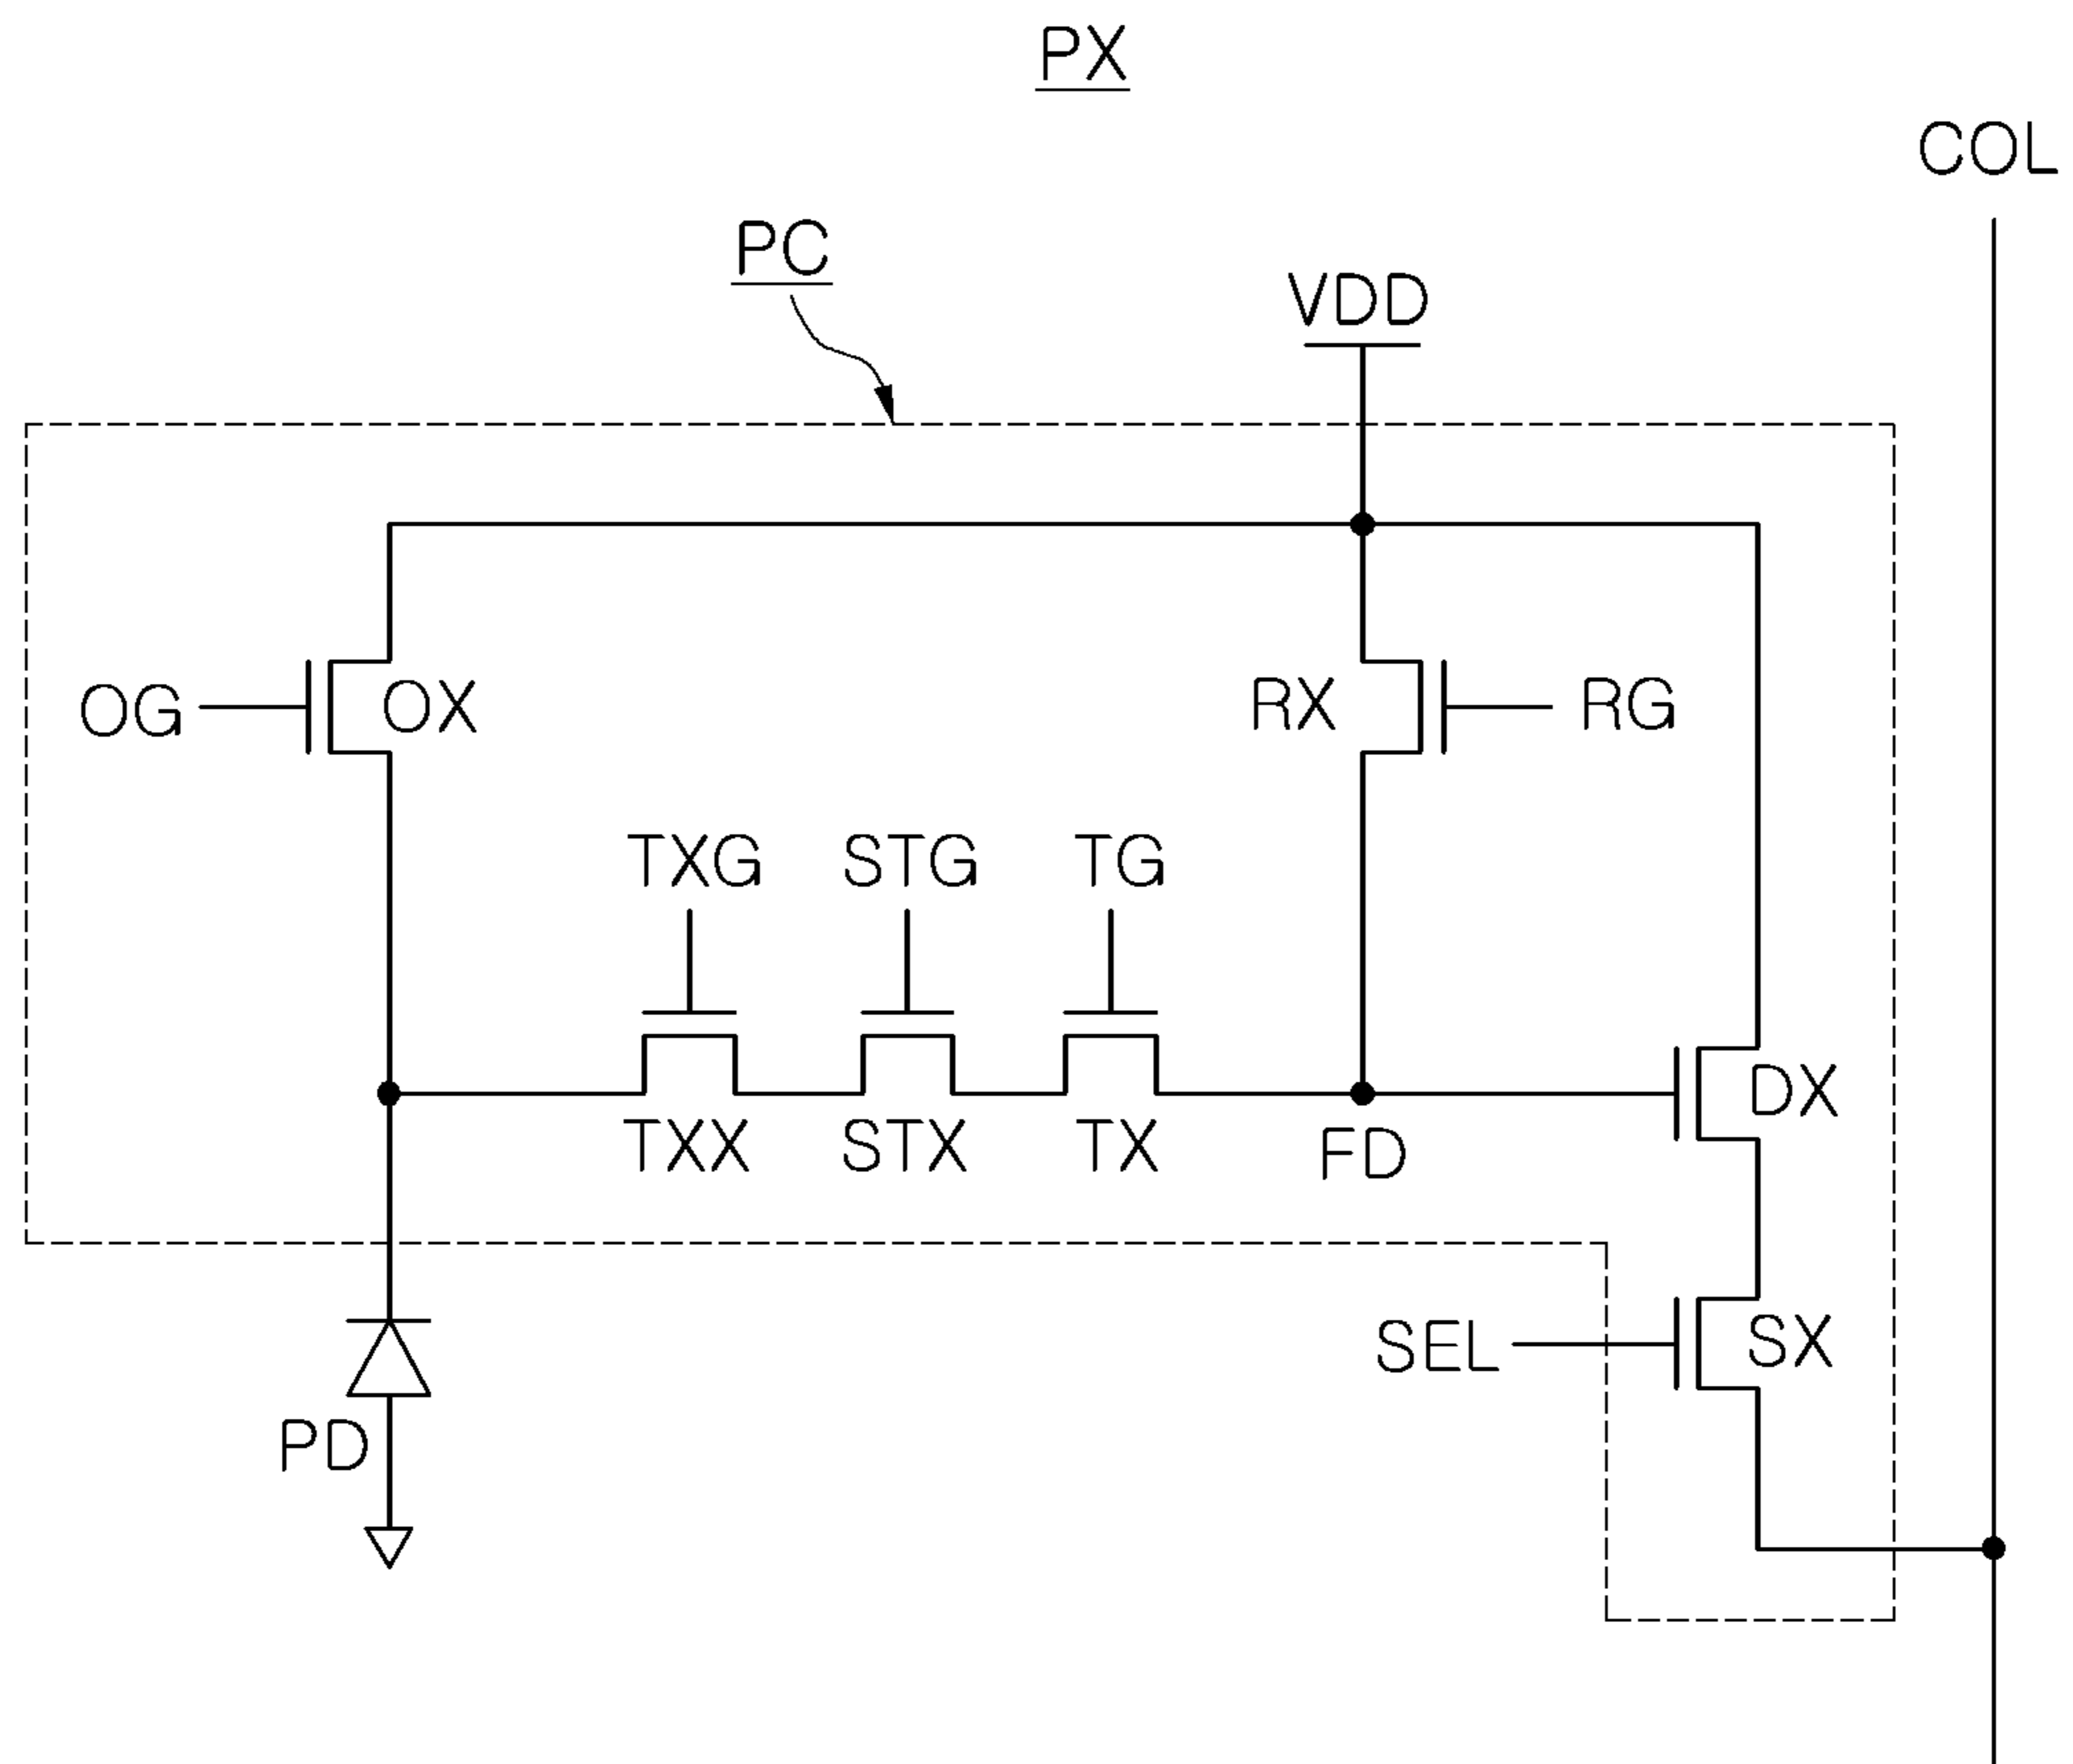 PX
COL
PC
VDD
OG
OX
RX
RG
TXG
STG
TG
TXX
STX
TX
FD
DX
SEL
SX
PD